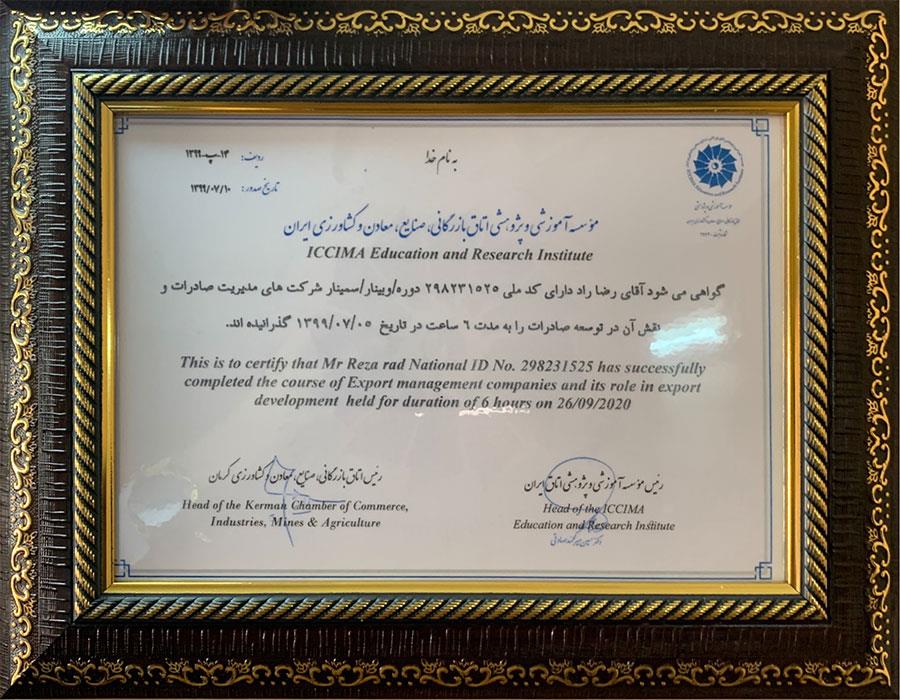 به نام خدا
ردیف: ۱۴-پ-۱۳۹۹
تاریخ صدور: ۱۳۹۹/۰۷/۱۰
مؤسسه آموزشی و پژوهشی اتاق بازرگانی، صنایع، معادن و کشاورزی ایران
ICCIMA Education and Research Institute
گواهی می شود آقای رضا راد دارای کد ملی ۲۹۸۲۳۱۵۲۵ دوره/وبینار/سمینار شرکت های مدیریت صادرات و
نقش آن در توسعه صادرات را به مدت ۶ ساعت در تاریخ ۱۳۹۹/۰۷/۰۵ گذرانیده اند.
This is to certify that Mr Reza rad National ID No. 298231525 has successfully
completed the course of Export management companies and its role in export
development held for duration of 6 hours on 26/09/2020
رئیس مؤسسه آموزشی و پژوهشی اتاق ایران
Head of the ICCIMA
Education and Research Institute
رئیس اتاق بازرگانی، صنایع، معادن و کشاورزی کرمان
Head of the Kerman Chamber of Commerce,
Industries, Mines & Agriculture